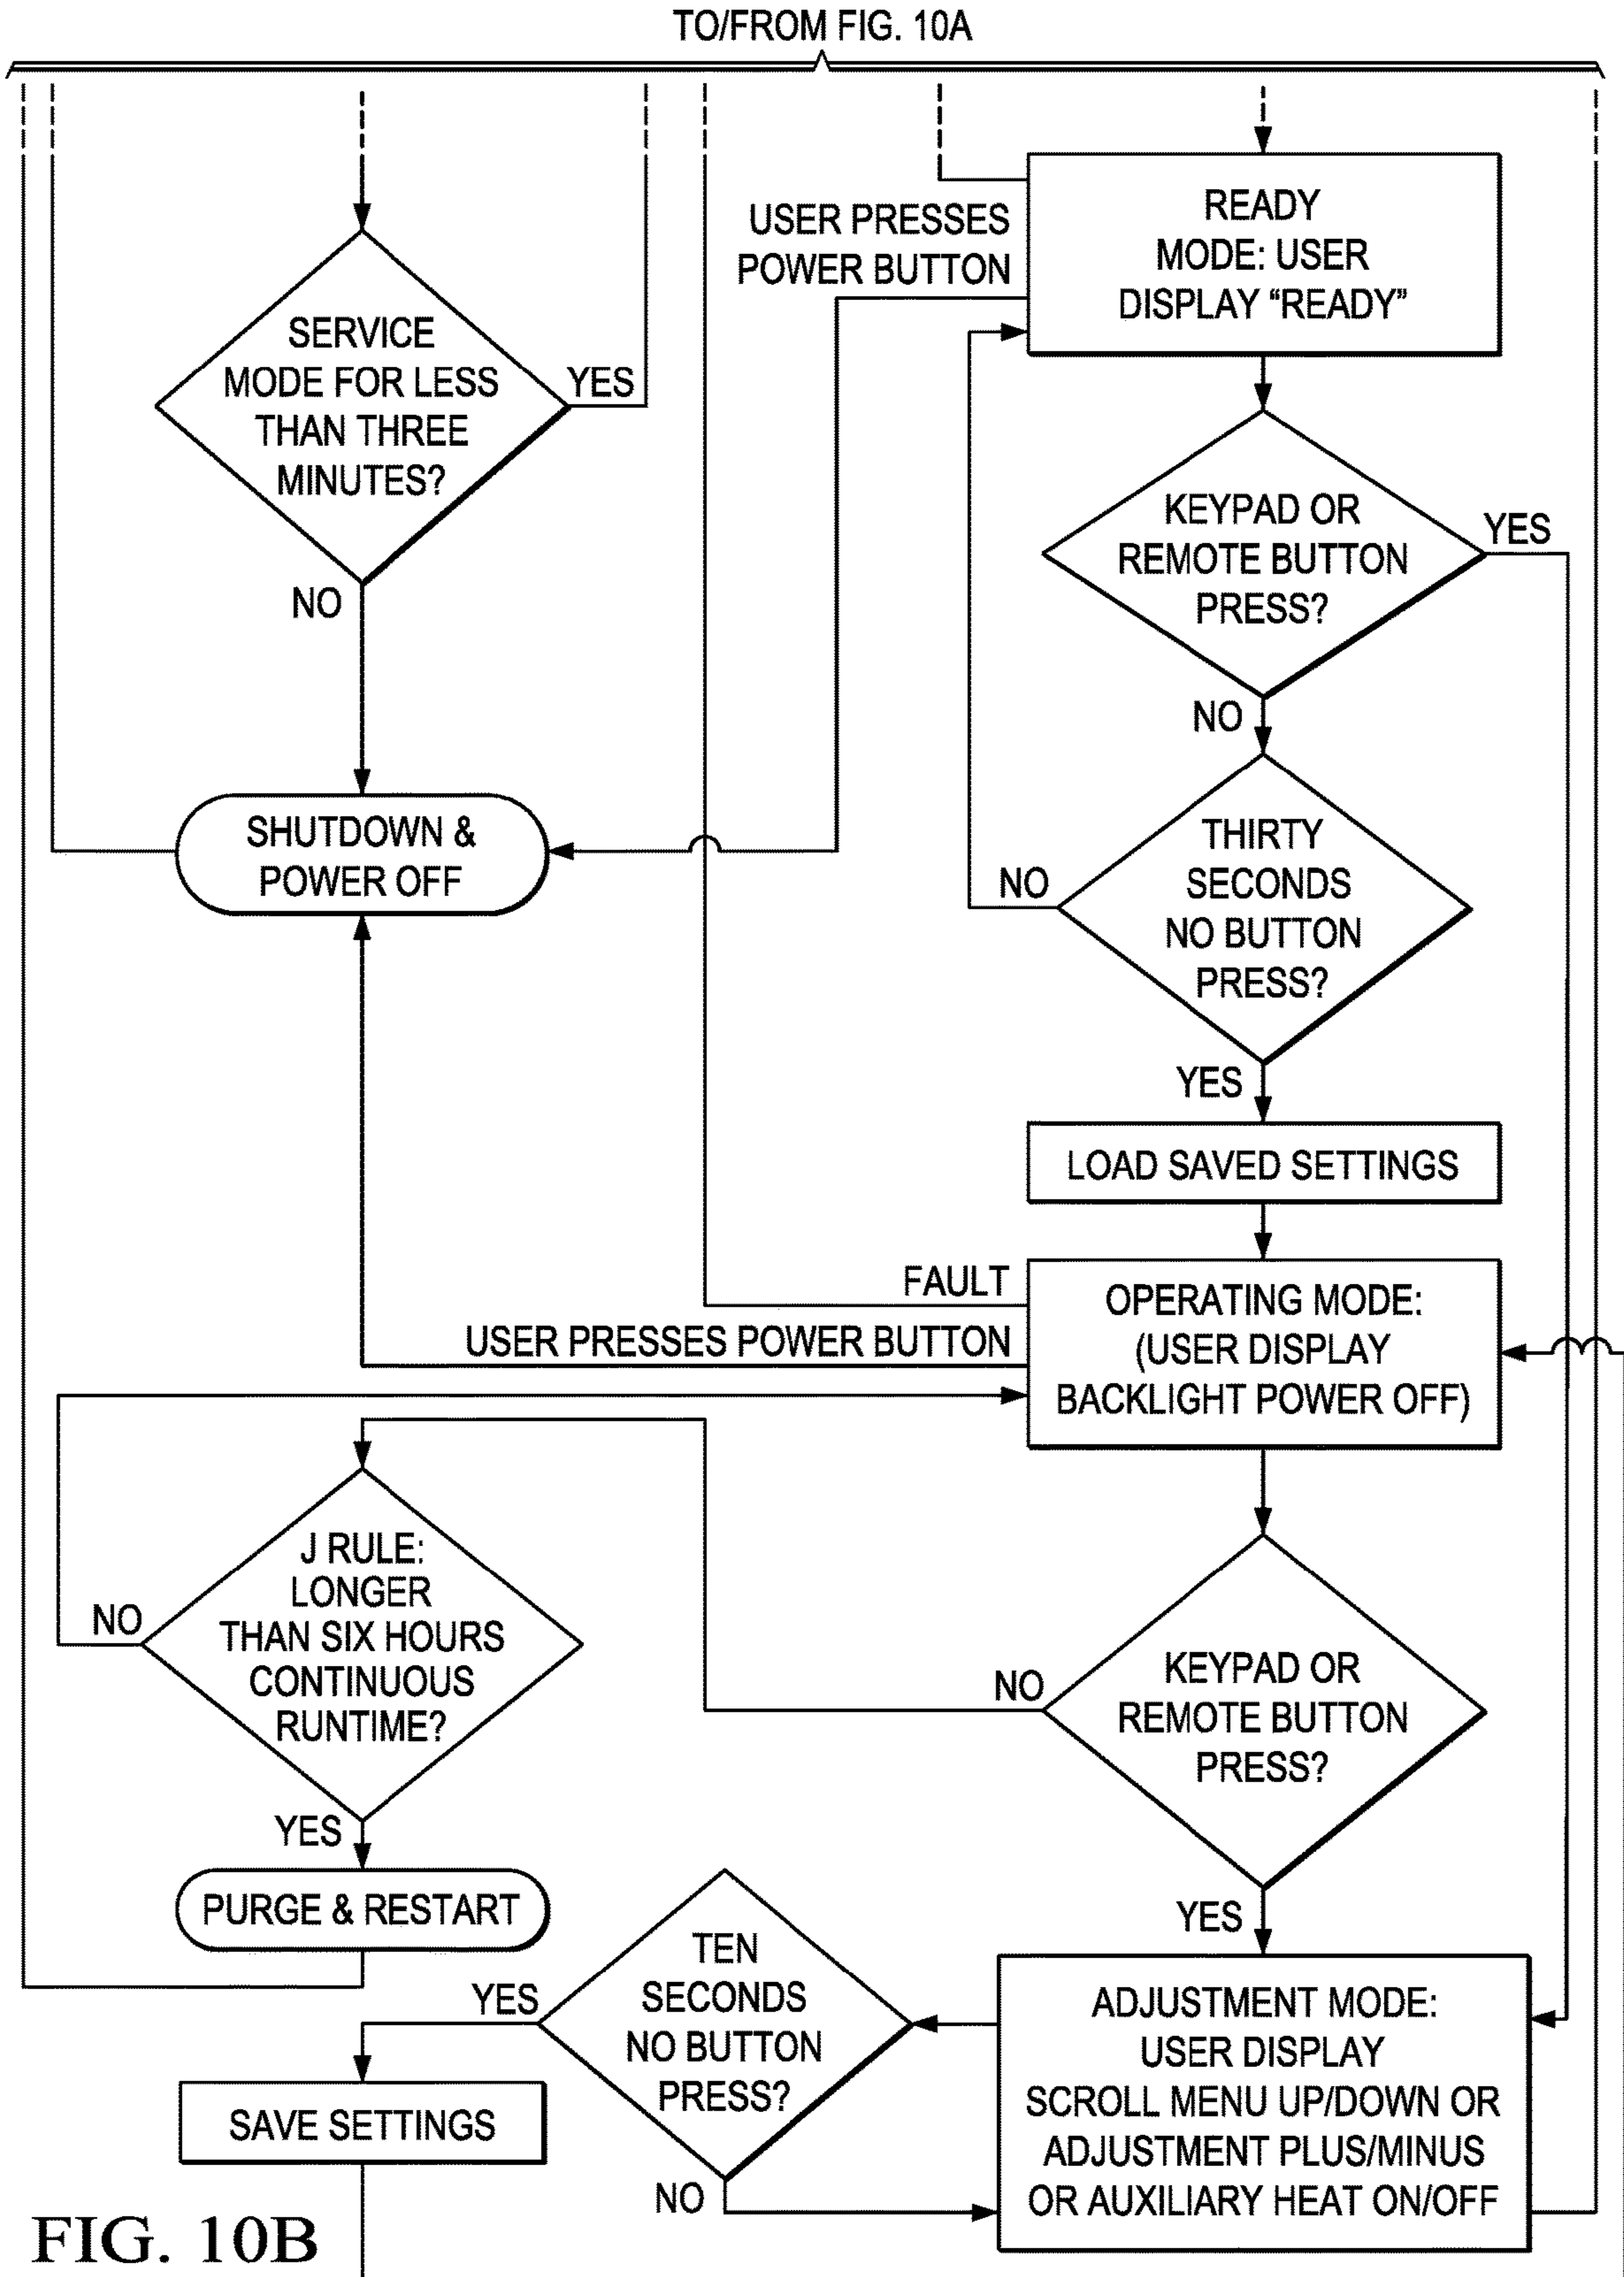 TO/FROM FIG. 10A
USER PRESSES
POWER BUTTON
READY
MODE: USER
DISPLAY “READY”
SERVICE
MODE FOR LESS
THAN THREE
MINUTES?
YES
NO
KEYPAD OR
REMOTE BUTTON
PRESS?
YES
NO
SHUTDOWN &
POWER OFF
THIRTY
SECONDS
NO BUTTON
PRESS?
NO
YES
LOAD SAVED SETTINGS
FAULT
USER PRESSES POWER BUTTON
OPERATING MODE:
(USER DISPLAY
BACKLIGHT POWER OFF)
J RULE:
LONGER
THAN SIX HOURS
CONTINUOUS
RUNTIME?
NO
YES
KEYPAD OR
REMOTE BUTTON
PRESS?
NO
YES
PURGE & RESTART
TEN
SECONDS
NO BUTTON
PRESS?
YES
NO
ADJUSTMENT MODE:
USER DISPLAY
SCROLL MENU UP/DOWN OR
ADJUSTMENT PLUS/MINUS
OR AUXILIARY HEAT ON/OFF
SAVE SETTINGS
FIG. 10B